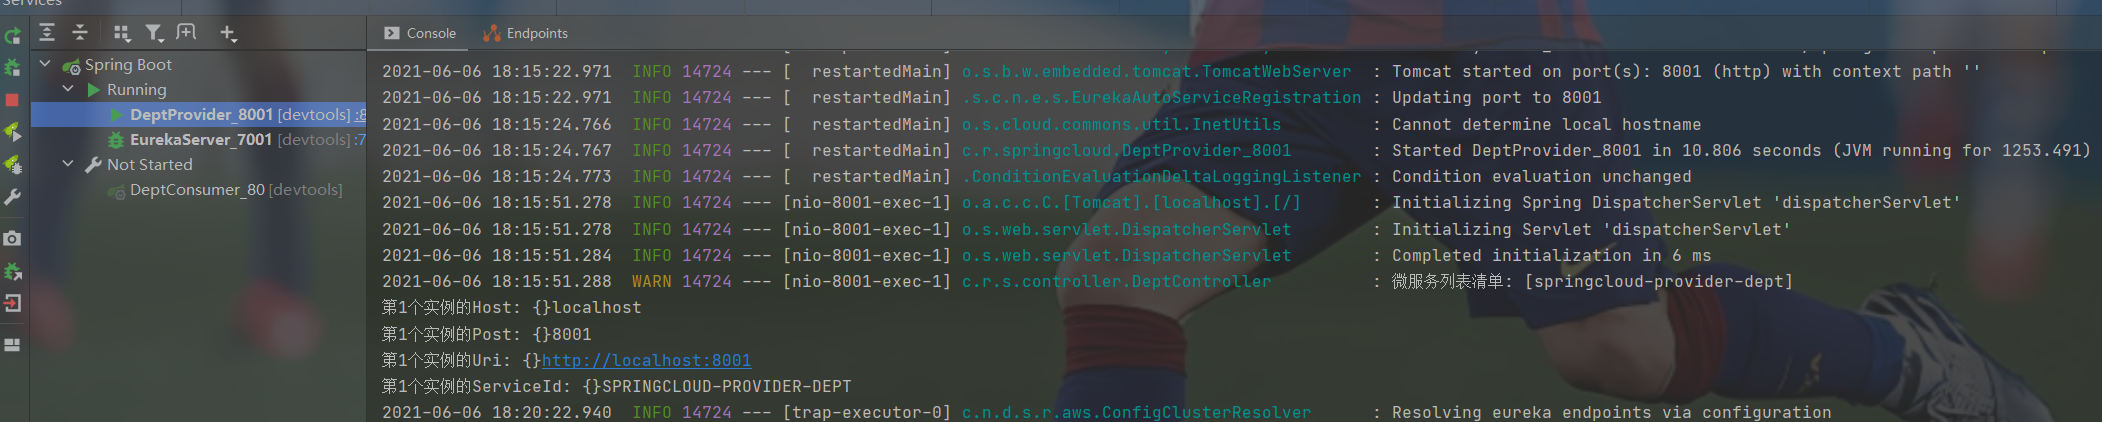 Services
Console
Endpoints
Spring Boot
Running
DeptProvider_8001 [devtools] :8
EurekaServer_7001 [devtools] :7
Not Started
DeptConsumer_80 [devtools]
2021-06-06 18:15:22.971  INFO 14724 --- [  restartedMain] o.s.b.w.embedded.tomcat.TomcatWebServer  : Tomcat started on port(s): 8001 (http) with context path ''
2021-06-06 18:15:22.971  INFO 14724 --- [  restartedMain] .s.c.n.e.s.EurekaAutoServiceRegistration : Updating port to 8001
2021-06-06 18:15:24.766  INFO 14724 --- [  restartedMain] o.s.cloud.commons.util.InetUtils         : Cannot determine local hostname
2021-06-06 18:15:24.767  INFO 14724 --- [  restartedMain] c.r.springcloud.DeptProvider_8001        : Started DeptProvider_8001 in 10.806 seconds (JVM running for 1253.491)
2021-06-06 18:15:24.773  INFO 14724 --- [  restartedMain] .ConditionEvaluationDeltaLoggingListener : Condition evaluation unchanged
2021-06-06 18:15:51.278  INFO 14724 --- [nio-8001-exec-1] o.a.c.c.C.[Tomcat].[localhost].[/]       : Initializing Spring DispatcherServlet 'dispatcherServlet'
2021-06-06 18:15:51.278  INFO 14724 --- [nio-8001-exec-1] o.s.web.servlet.DispatcherServlet        : Initializing Servlet 'dispatcherServlet'
2021-06-06 18:15:51.284  INFO 14724 --- [nio-8001-exec-1] o.s.web.servlet.DispatcherServlet        : Completed initialization in 6 ms
2021-06-06 18:15:51.288  WARN 14724 --- [nio-8001-exec-1] c.r.s.controller.DeptController          : 微服务列表清单: [springcloud-provider-dept]
第1个实例的Host: {}localhost
第1个实例的Post: {}8001
第1个实例的Uri: {}http://localhost:8001
第1个实例的ServiceId: {}SPRINGCLOUD-PROVIDER-DEPT
2021-06-06 18:20:22.940  INFO 14724 --- [trap-executor-0] c.n.d.s.r.aws.ConfigClusterResolver      : Resolving eureka endpoints via configuration